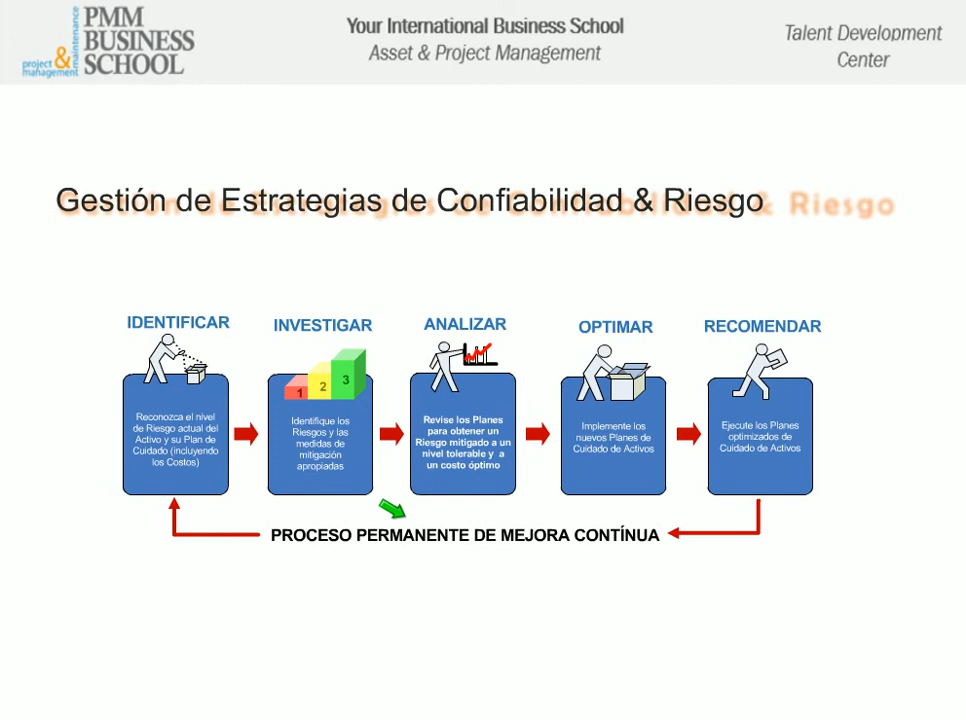 PMM
BUSINESS
SCHOOL
project
&
management
maintenance
Your International Business School
Asset & Project Management
Talent Development
Center
Gestión de Estrategias de Confiabilidad & Riesgo
IDENTIFICAR
Reconozca el nivel
de Riesgo actual del
Activo y su Plan de
Cuidado (incluyendo
los Costos)
INVESTIGAR
1
2
3
Identifique los
Riesgos y las
medidas de
mitigación
apropiadas
ANALIZAR
Revise los Planes
para obtener un
Riesgo mitigado a un
nivel tolerable y a
un costo óptimo
OPTIMAR
Implemente los
nuevos Planes de
Cuidado de Activos
RECOMENDAR
Ejecute los Planes
optimizados de
Cuidado de Activos
PROCESO PERMANENTE DE MEJORA CONTÍNUA